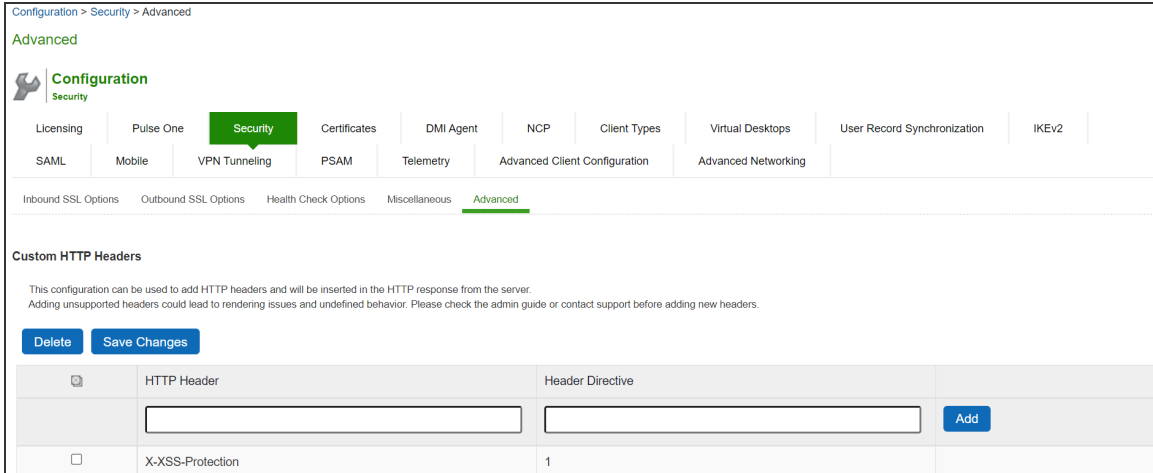 Configuration > Security > Advanced
Advanced
Configuration
Security
Licensing Pulse One Security Certificates DMI Agent NCP Client Types Virtual Desktops User Record Synchronization IKEv2
SAML Mobile VPN Tunneling PSAM Telemetry Advanced Client Configuration Advanced Networking
Inbound SSL Options Outbound SSL Options Health Check Options Miscellaneous Advanced
Custom HTTP Headers
This configuration can be used to add HTTP headers and will be inserted in the HTTP response from the server.
Adding unsupported headers could lead to rendering issues and undefined behavior. Please check the admin guide or contact support before adding new headers.
Delete Save Changes
HTTP Header Header Directive
Add
X-XSS-Protection 1